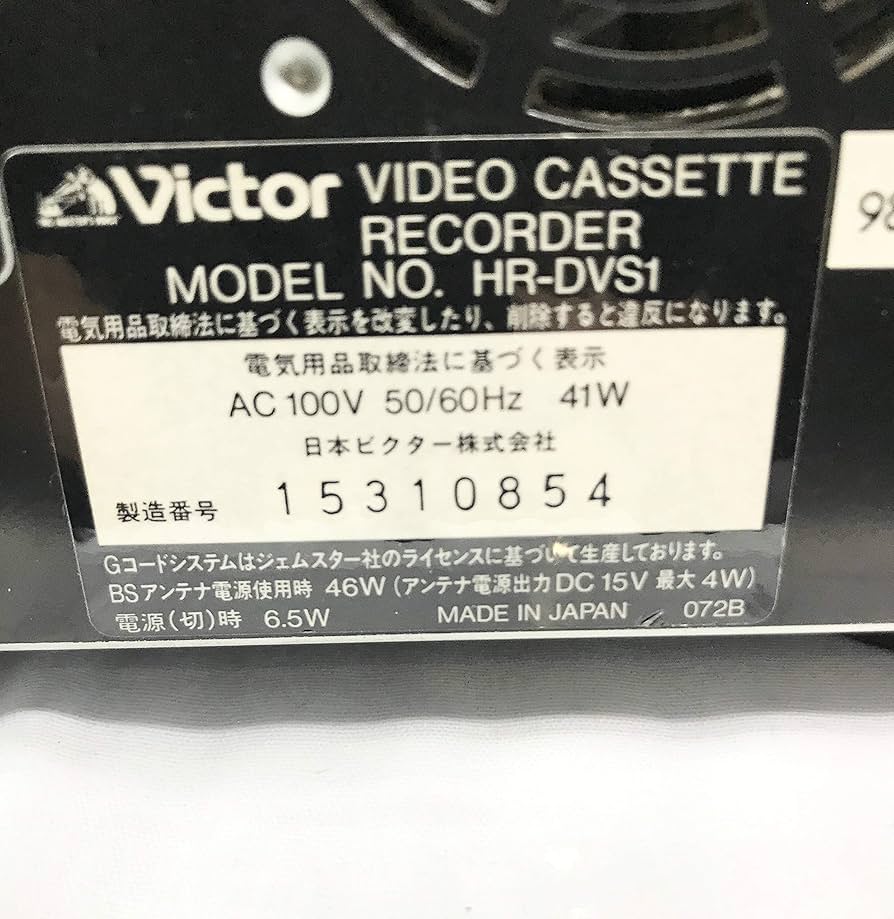 Victor VIDEO CASSETTE
RECORDER
MODEL NO. HR-DVS1
電気用品取締法に基づく表示を改変したり、削除すると違反になります。
電気用品取締法に基づく表示
AC 100V 50/60Hz 41W
日本ビクター株式会社
製造番号 15310854
Gコードシステムはジェムスター社のライセンスに基づいて生産しております。
BSアンテナ電源使用時 46W (アンテナ電源出力 DC 15V 最大 4W)
電源(切)時 6.5W MADE IN JAPAN 072B
98